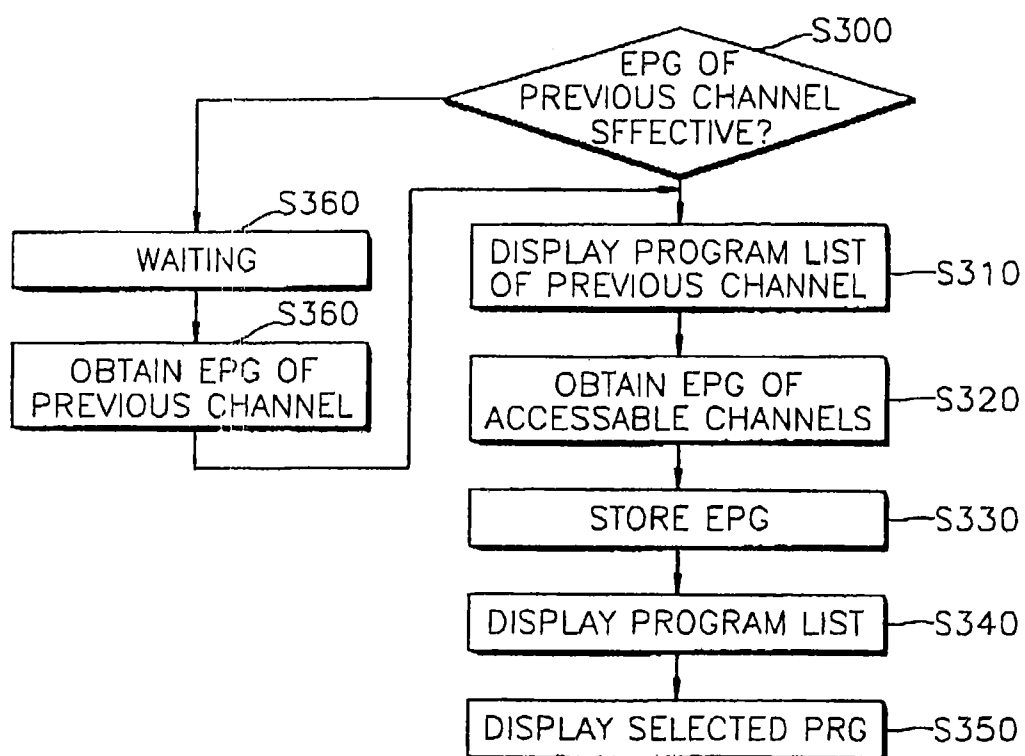 S300
EPG OF
PREVIOUS CHANNEL
SFFECTIVE?
S360
WAITING
S360
OBTAIN EPG OF
PREVIOUS CHANNEL
DISPLAY PROGRAM LIST
OF PREVIOUS CHANNEL
S310
OBTAIN EPG OF
ACCESSABLE CHANNELS
S320
STORE EPG
S330
DISPLAY PROGRAM LIST
S340
DISPLAY SELECTED PRG
S350